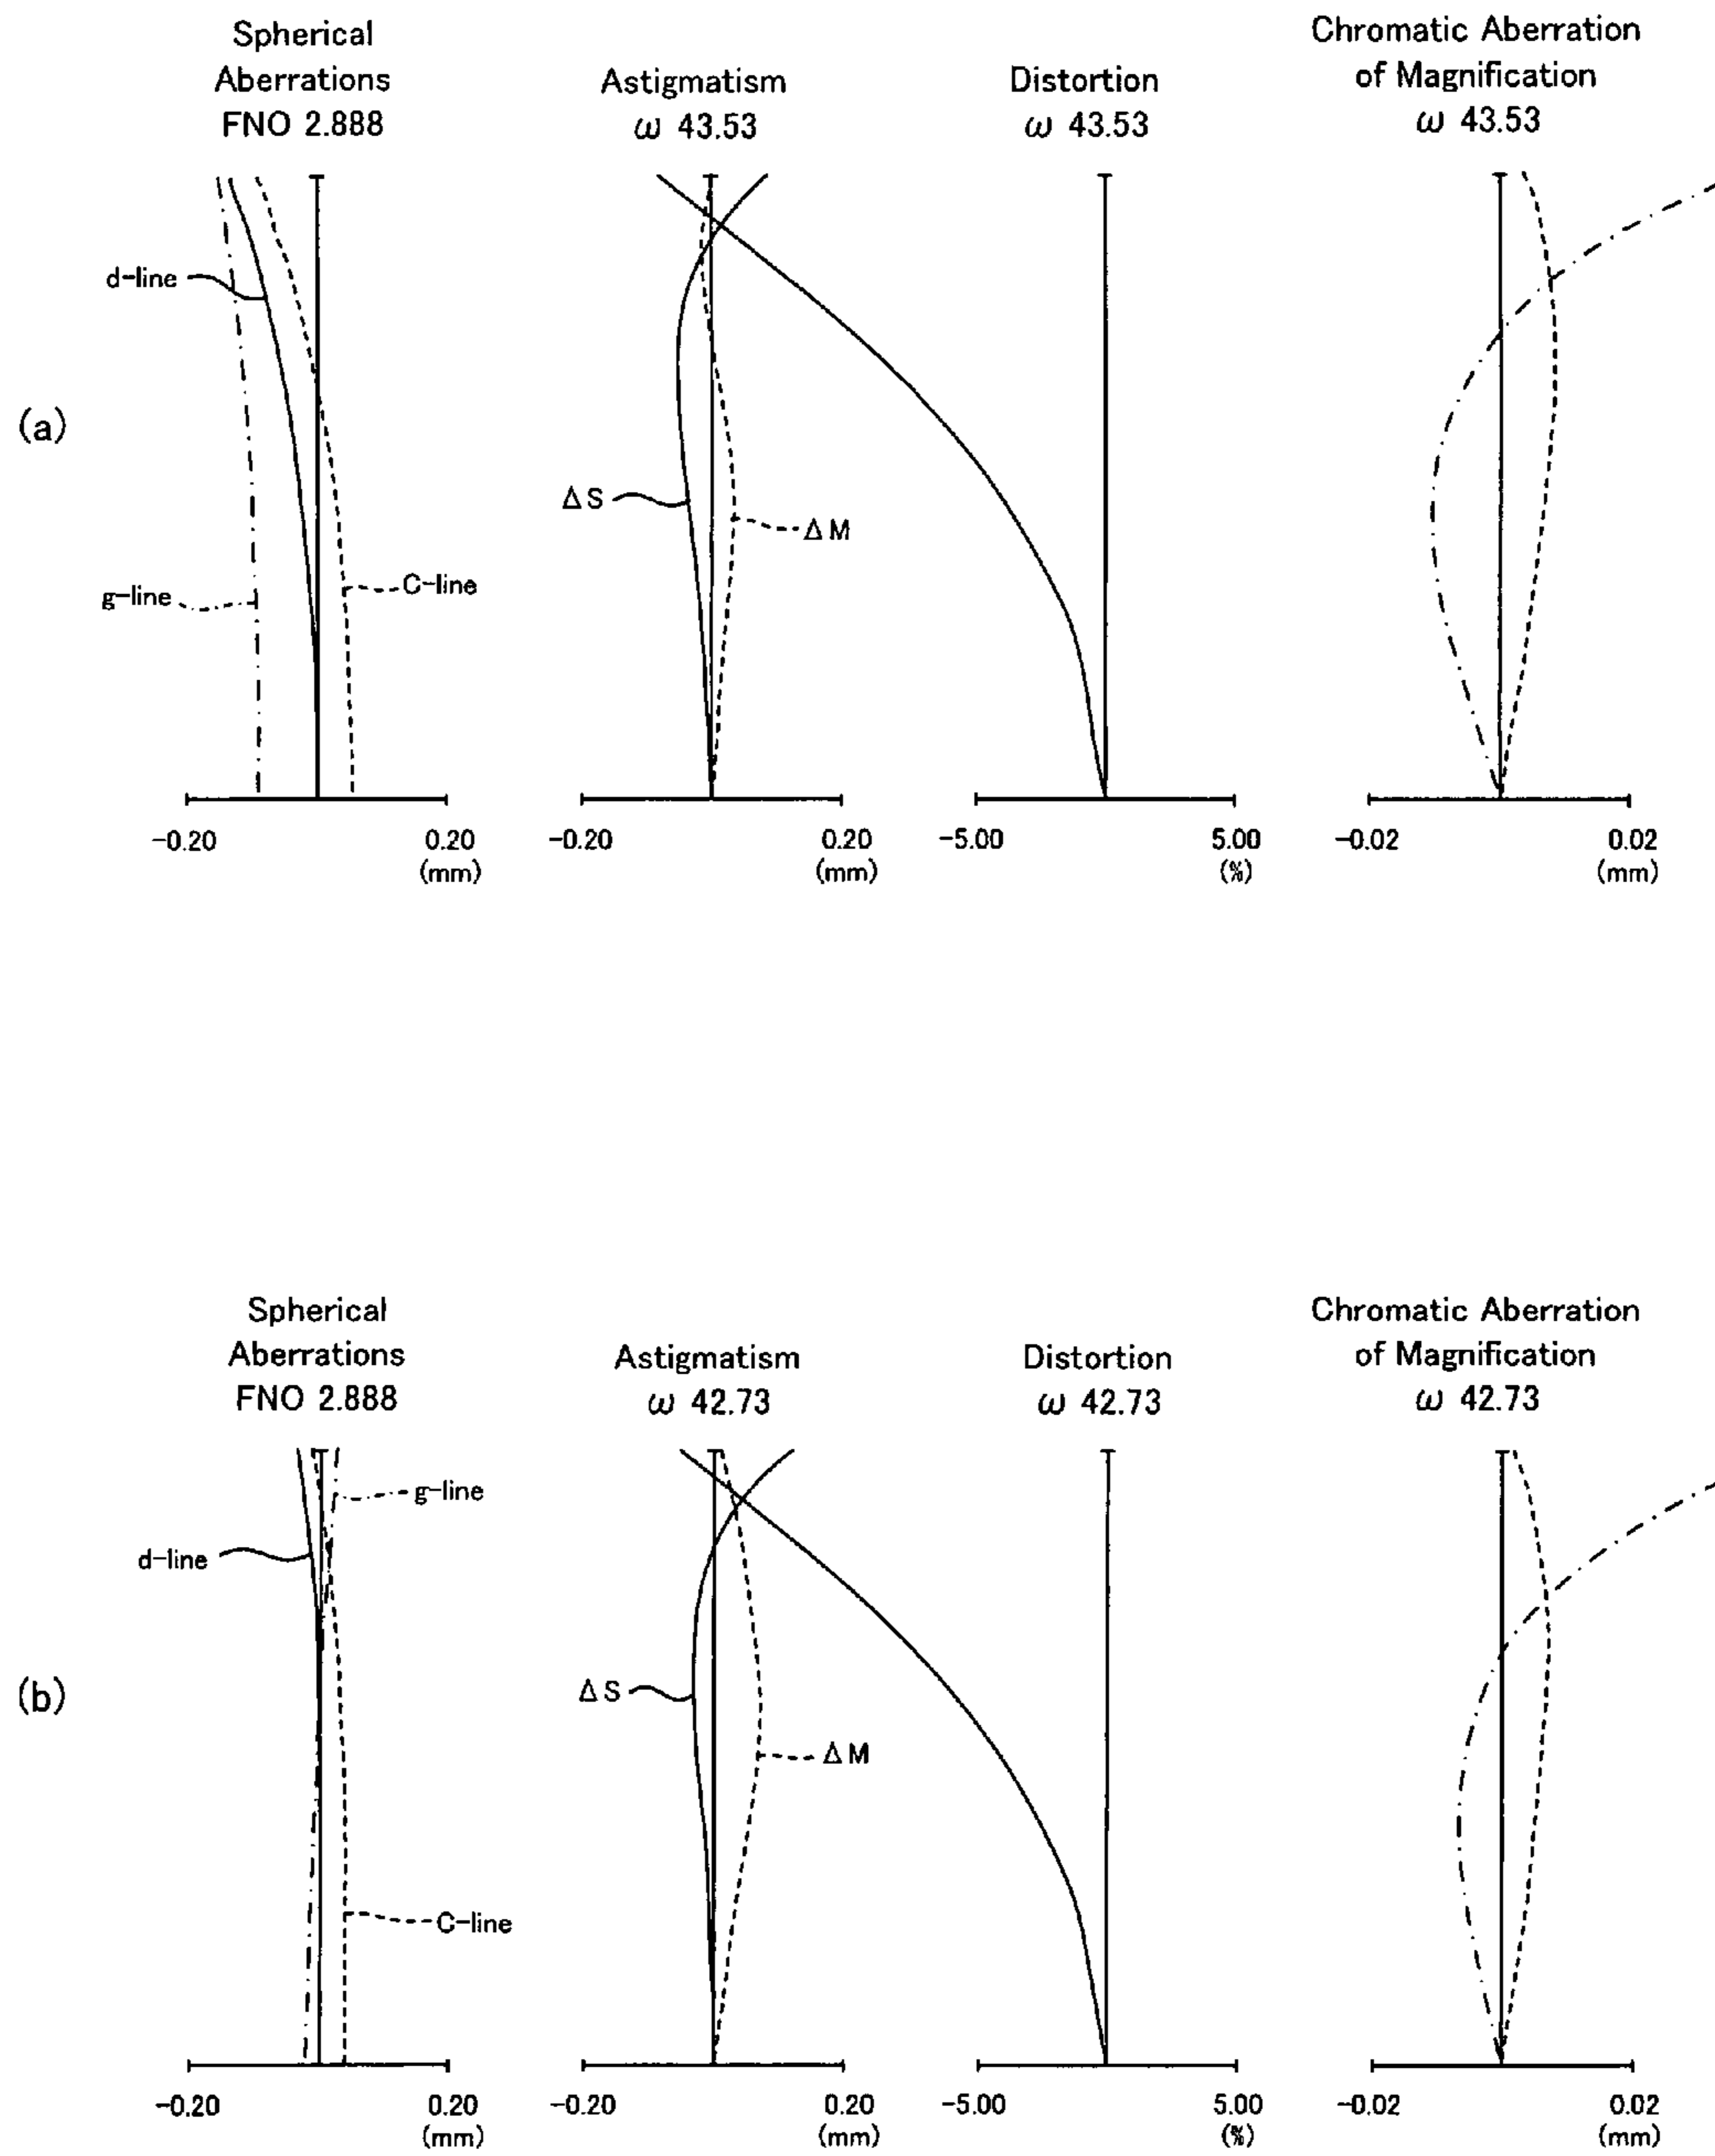 Spherical
Aberrations
FNO 2.888
Astigmatism
ω 43.53
Distortion
ω 43.53
Chromatic Aberration
of Magnification
ω 43.53
(a)
d-line
g-line
C-line
ΔS
ΔM
-0.20
0.20
(mm)
-0.20
0.20
(mm)
-5.00
5.00
(%)
-0.02
0.02
(mm)
Spherical
Aberrations
FNO 2.888
Astigmatism
ω 42.73
Distortion
ω 42.73
Chromatic Aberration
of Magnification
ω 42.73
(b)
g-line
d-line
C-line
ΔS
ΔM
-0.20
0.20
(mm)
-0.20
0.20
(mm)
-5.00
5.00
(%)
-0.02
0.02
(mm)